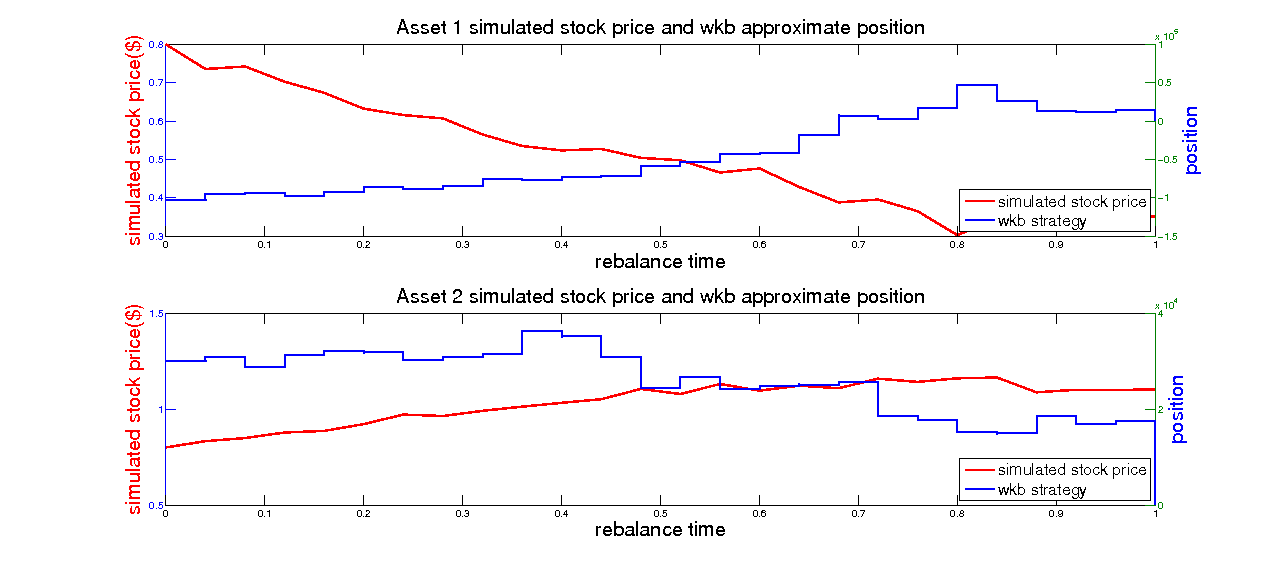 Asset 1 simulated stock price and wkb approximate position
x 10^5
simulated stock price($)
0.8
0.7
0.6
0.5
0.4
0.3
1
0.5
0
−0.5
−1
−1.5
position
simulated stock price
wkb strategy
0 0.1 0.2 0.3 0.4 0.5 0.6 0.7 0.8 0.9 1
rebalance time
Asset 2 simulated stock price and wkb approximate position
x 10^4
simulated stock price($)
1.5
1
0.5
4
2
0
position
simulated stock price
wkb strategy
0 0.1 0.2 0.3 0.4 0.5 0.6 0.7 0.8 0.9 1
rebalance time